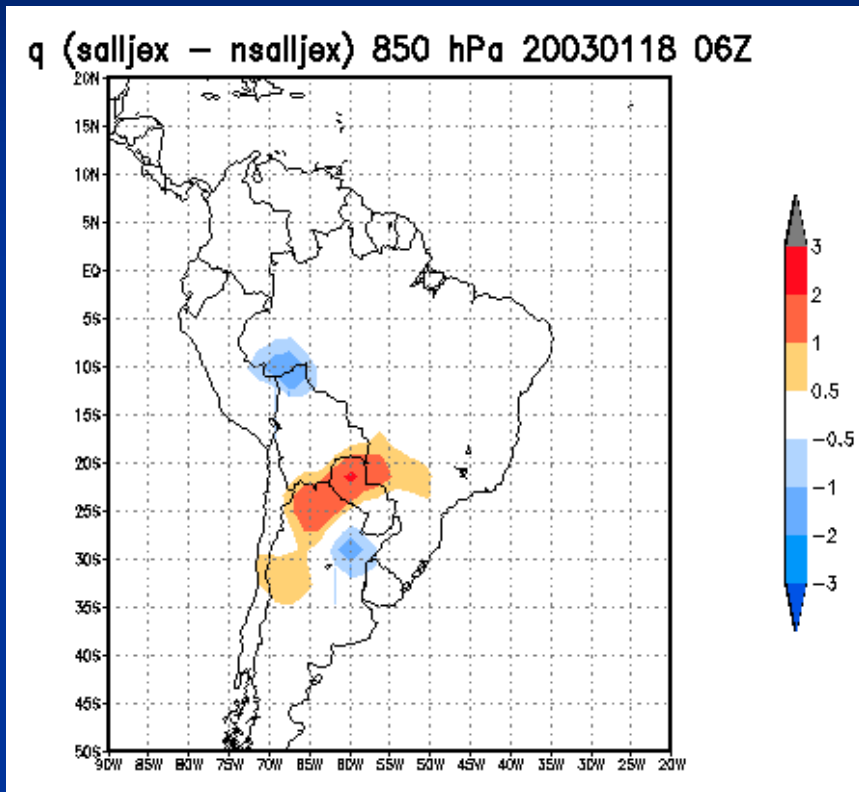 q (salljex – nsalljex) 850 hPa 20030118 06Z
20N
15N
10N
5N
EQ
5S
10S
15S
20S
25S
30S
35S
40S
45S
50S
90W 85W 80W 75W 70W 65W 60W 55W 50W 45W 40W 35W 30W 25W 20W
3
2
1
0.5
-0.5
-1
-2
-3